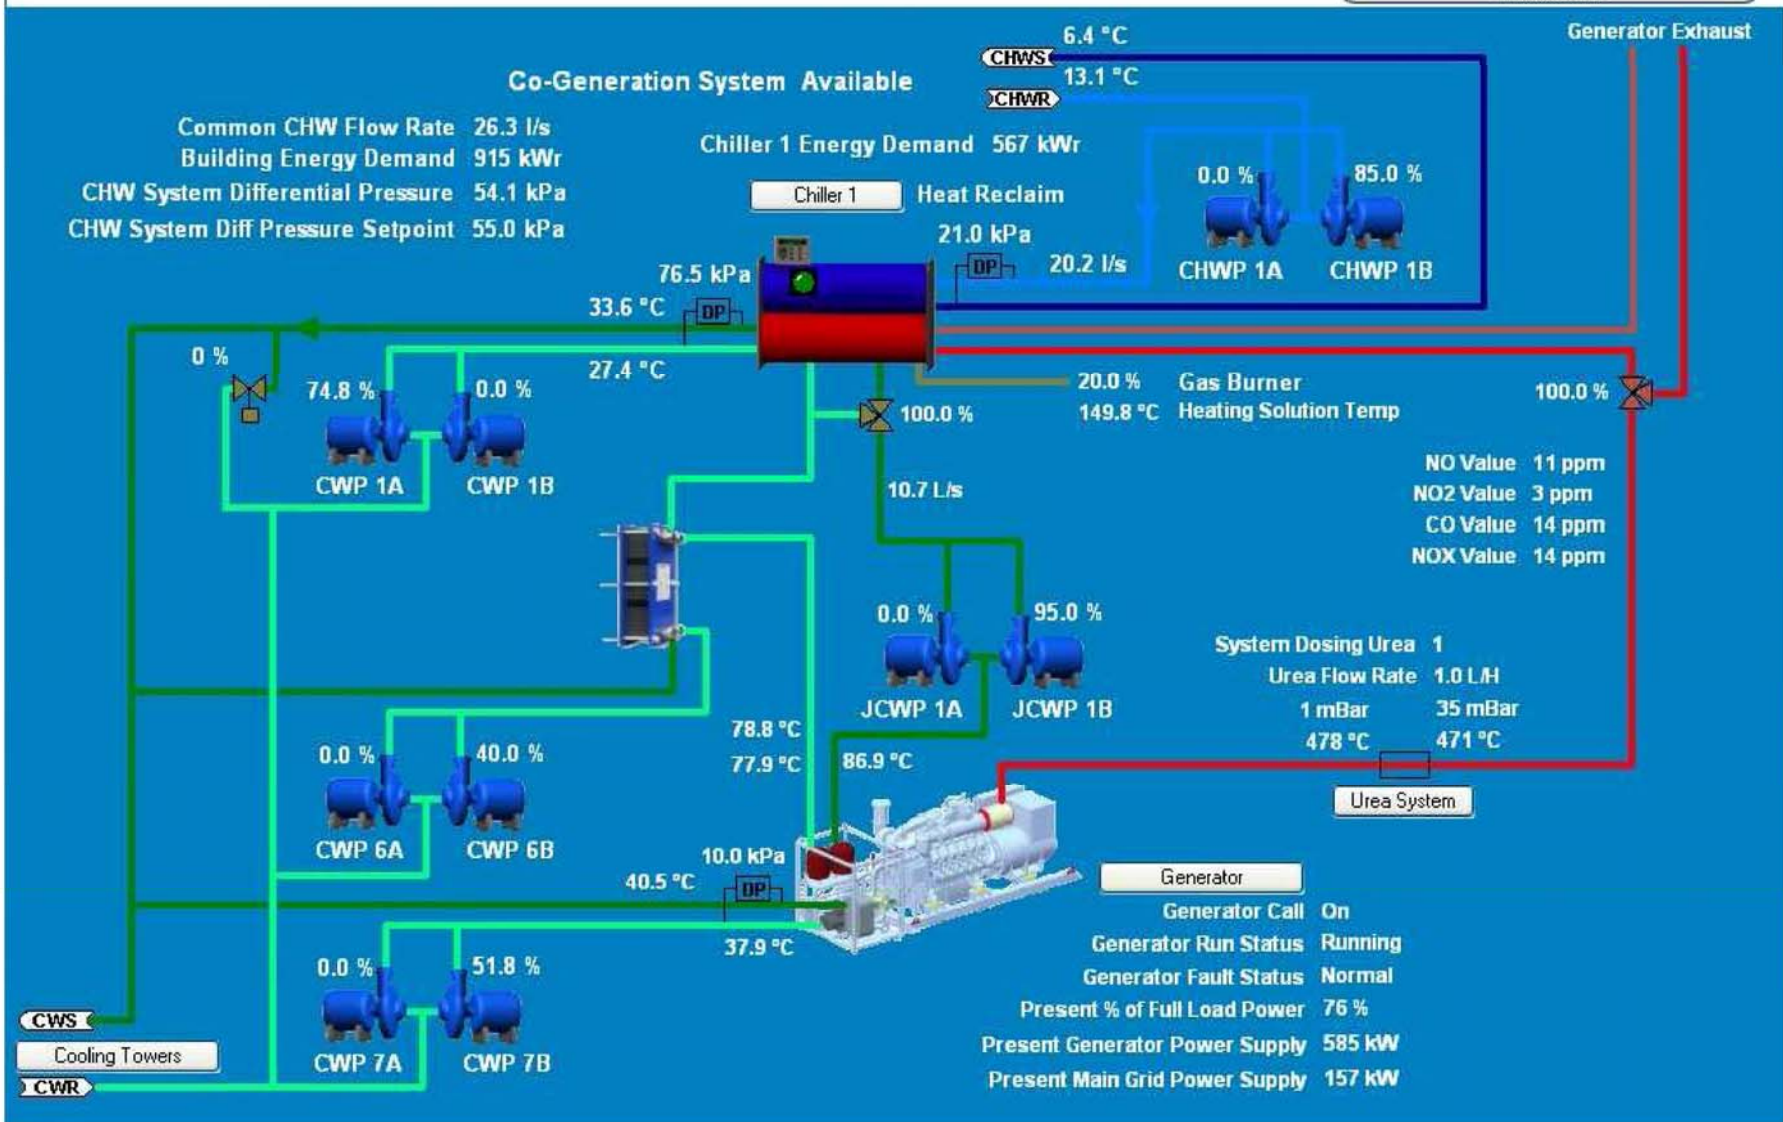 Generator Exhaust
6.4 °C
CHWS
13.1 °C
CHWR
Co-Generation System Available
Common CHW Flow Rate 26.3 l/s
Building Energy Demand 915 kWr
CHW System Differential Pressure 54.1 kPa
CHW System Diff Pressure Setpoint 55.0 kPa
Chiller 1 Energy Demand 567 kWr
Chiller 1 Heat Reclaim
0.0 % 85.0 %
CHWP 1A CHWP 1B
21.0 kPa
DP 20.2 l/s
76.5 kPa
33.6 °C DP
27.4 °C
0 %
74.8 % 0.0 %
CWP 1A CWP 1B
20.0 % Gas Burner
149.8 °C Heating Solution Temp
100.0 %
100.0 %
10.7 L/s
NO Value 11 ppm
NO2 Value 3 ppm
CO Value 14 ppm
NOX Value 14 ppm
0.0 % 95.0 %
JCWP 1A JCWP 1B
System Dosing Urea 1
Urea Flow Rate 1.0 L/H
1 mBar 35 mBar
478 °C 471 °C
Urea System
78.8 °C
77.9 °C 86.9 °C
0.0 % 40.0 %
CWP 6A CWP 6B
10.0 kPa
40.5 °C DP
37.9 °C
0.0 % 51.8 %
CWP 7A CWP 7B
Generator
Generator Call On
Generator Run Status Running
Generator Fault Status Normal
Present % of Full Load Power 76 %
Present Generator Power Supply 585 kW
Present Main Grid Power Supply 157 kW
CWS
Cooling Towers
CWR